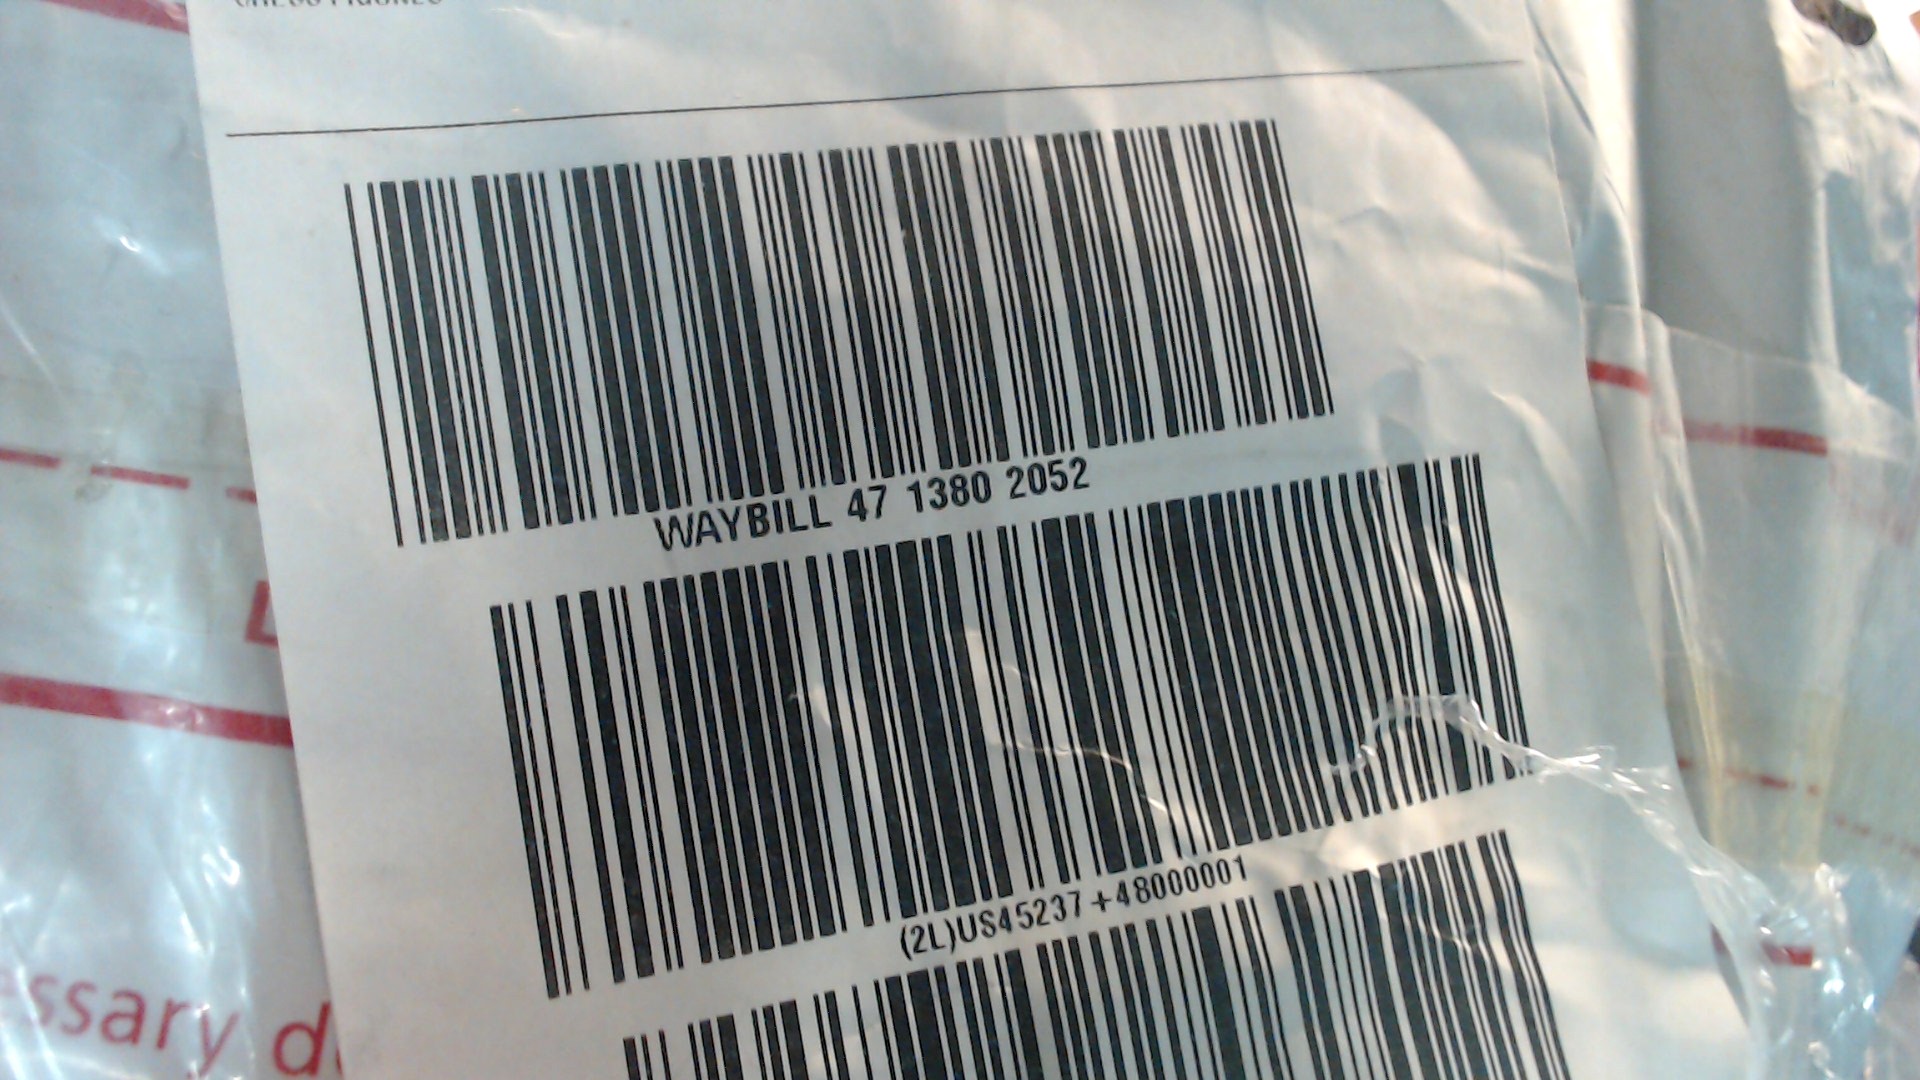 WAYBILL 47 1380 2052
(2L)US45237+48000001
ssary